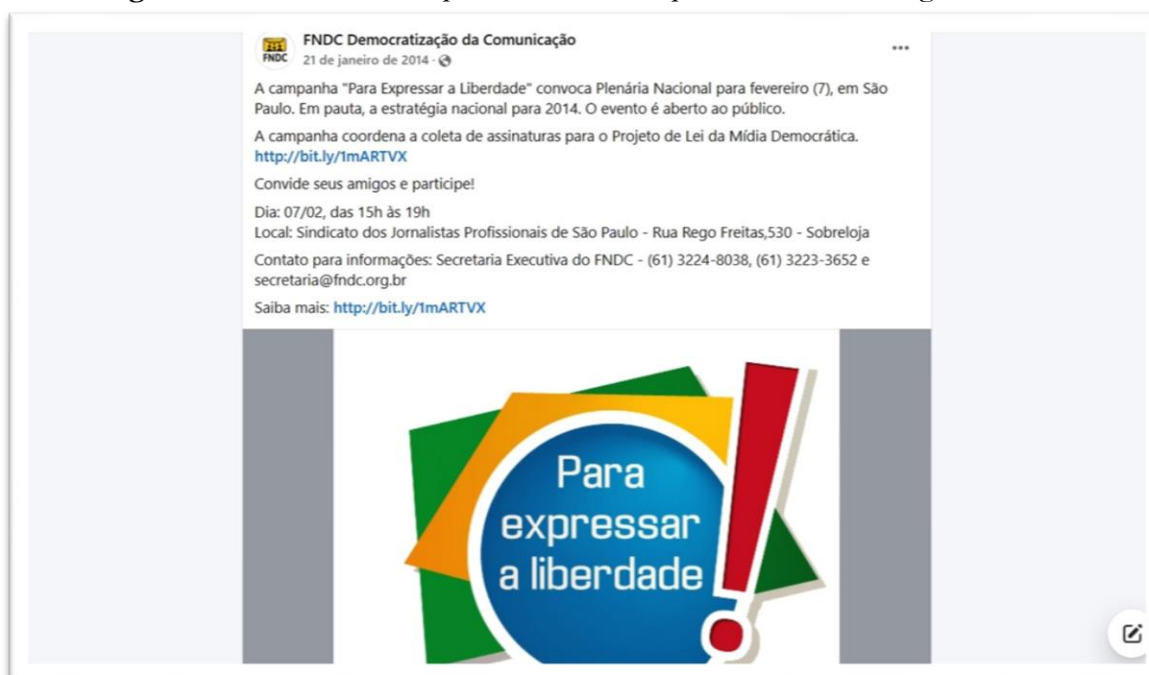 FNDC Democratização da Comunicação
FNDC
21 de janeiro de 2014 ·
A campanha "Para Expressar a Liberdade" convoca Plenária Nacional para fevereiro (7), em São
Paulo. Em pauta, a estratégia nacional para 2014. O evento é aberto ao público.
A campanha coordena a coleta de assinaturas para o Projeto de Lei da Mídia Democrática.
http://bit.ly/1mARTVX
Convide seus amigos e participe!
Dia: 07/02, das 15h às 19h
Local: Sindicato dos Jornalistas Profissionais de São Paulo - Rua Rego Freitas,530 - Sobreloja
Contato para informações: Secretaria Executiva do FNDC - (61) 3224-8038, (61) 3223-3652 e
secretaria@fndc.org.br
Saiba mais: http://bit.ly/1mARTVX
Para
expressar
a liberdade
!